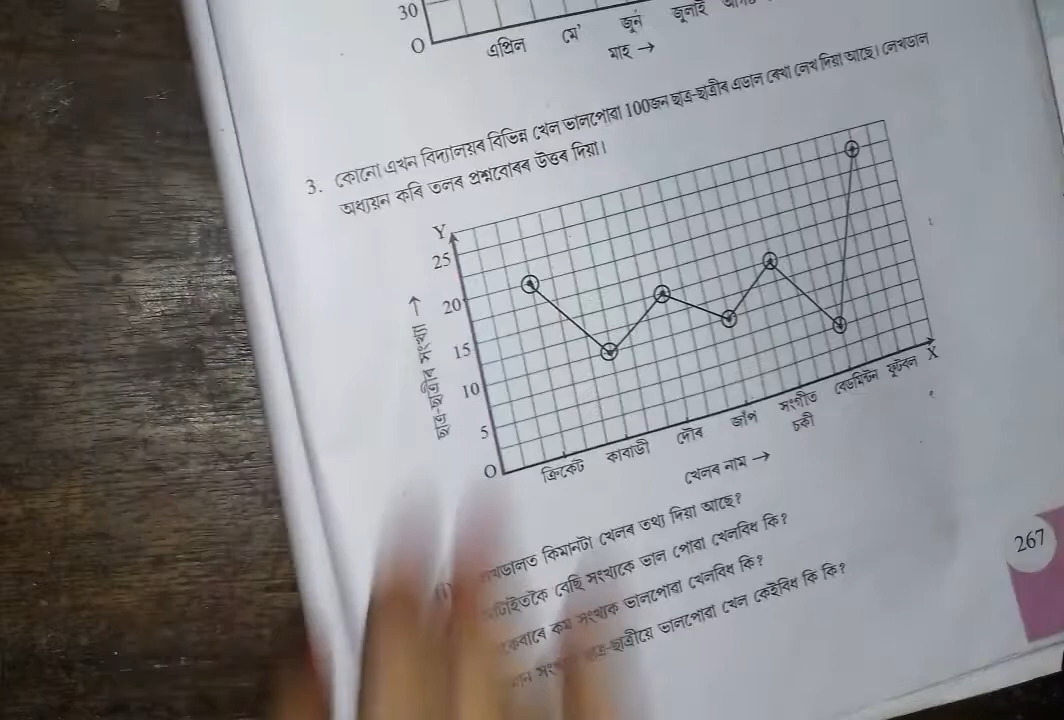 30
O
এপ্ৰিল মে' জুন জুলাই
মাহ →
3. কোনো এখন বিদ্যালয়ৰ বিভিন্ন খেল ভালপোৱা 100জন ছাত্ৰ-ছাত্ৰীৰ এডাল ৰেখা লেখ দিয়া আছে। লেখডাল
অধ্যয়ন কৰি তলৰ প্ৰশ্নবোৰৰ উত্তৰ দিয়া।
Y
25
20
15
10
5
O
ছাত্ৰ-ছাত্ৰীৰ সংখ্যা →
X
ক্ৰিকেট কাবাডী দৌৰ জাঁপ সংগীত চকী বেডমিণ্টন ফুটবল
খেলৰ নাম →
কিমানটা খেলৰ তথ্য দিয়া আছে?
বেছি সংখ্যকে ভাল পোৱা খেলবিধ কি?
কম সংখ্যক ভালপোৱা খেলবিধ কি?
ছাত্ৰ-ছাত্ৰীয়ে ভালপোৱা খেল কেইবিধ কি কি?
267